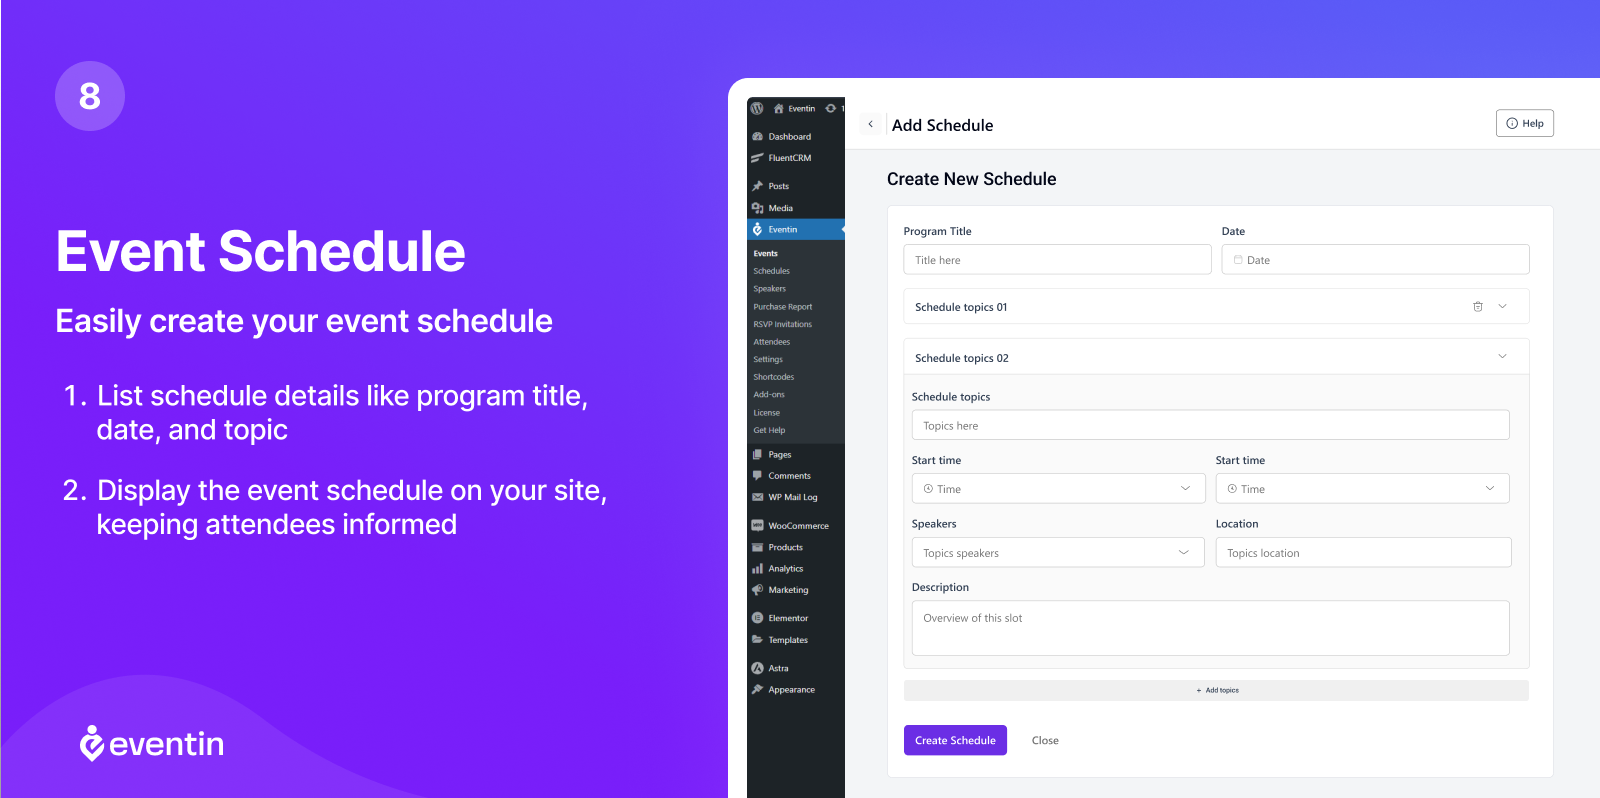 8
Event Schedule
Easily create your event schedule
1. List schedule details like program title,
date, and topic
2. Display the event schedule on your site,
keeping attendees informed
eventin
Eventin 1
Dashboard
FluentCRM
Posts
Media
Eventin
Events
Schedules
Speakers
Purchase Report
RSVP Invitations
Attendees
Settings
Shortcodes
Add-ons
License
Get Help
Pages
Comments
WP Mail Log
WooCommerce
Products
Analytics
Marketing
Elementor
Templates
Astra
Appearance
Add Schedule
Help
Create New Schedule
Program Title Date
Title here Date
Schedule topics 01
Schedule topics 02
Schedule topics
Topics here
Start time Start time
Time Time
Speakers Location
Topics speakers Topics location
Description
Overview of this slot
+ Add topics
Create Schedule Close